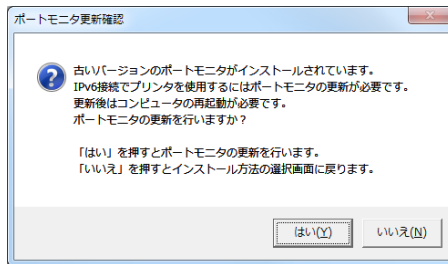 ポートモニタ更新確認
古いバージョンのポートモニタがインストールされています。
IPv6接続でプリンタを使用するにはポートモニタの更新が必要です。
更新後はコンピュータの再起動が必要です。
ポートモニタの更新を行いますか？
「はい」を押すとポートモニタの更新を行います。
「いいえ」を押すとインストール方法の選択画面に戻ります。
はい(Y)
いいえ(N)